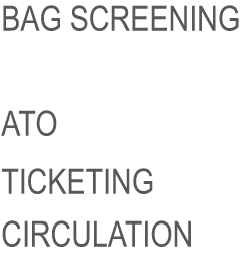 BAG SCREENING
ATO
TICKETING
CIRCULATION